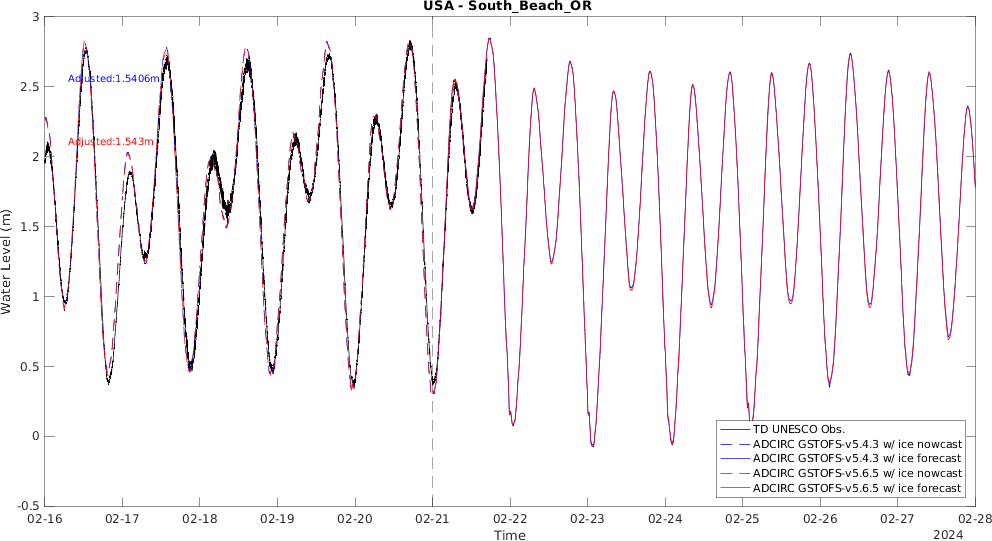 USA - South_Beach_OR
3
2.5
2
1.5
1
0.5
0
-0.5
Water Level (m)
Adjusted:1.5406m
Adjusted:1.543m
TD UNESCO Obs.
ADCIRC GSTOFS-v5.4.3 w/ ice nowcast
ADCIRC GSTOFS-v5.4.3 w/ ice forecast
ADCIRC GSTOFS-v5.6.5 w/ ice nowcast
ADCIRC GSTOFS-v5.6.5 w/ ice forecast
02-16 02-17 02-18 02-19 02-20 02-21 02-22 02-23 02-24 02-25 02-26 02-27 02-28
Time
2024